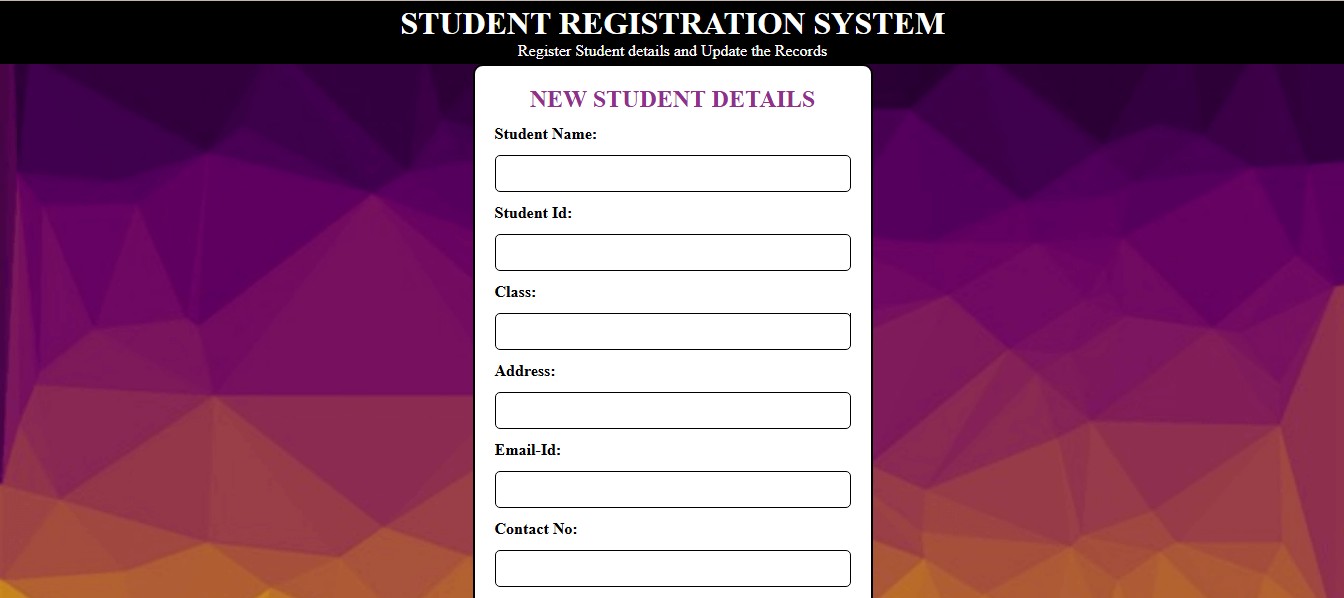 STUDENT REGISTRATION SYSTEM
Register Student details and Update the Records
NEW STUDENT DETAILS
Student Name:
Student Id:
Class:
Address:
Email-Id:
Contact No: